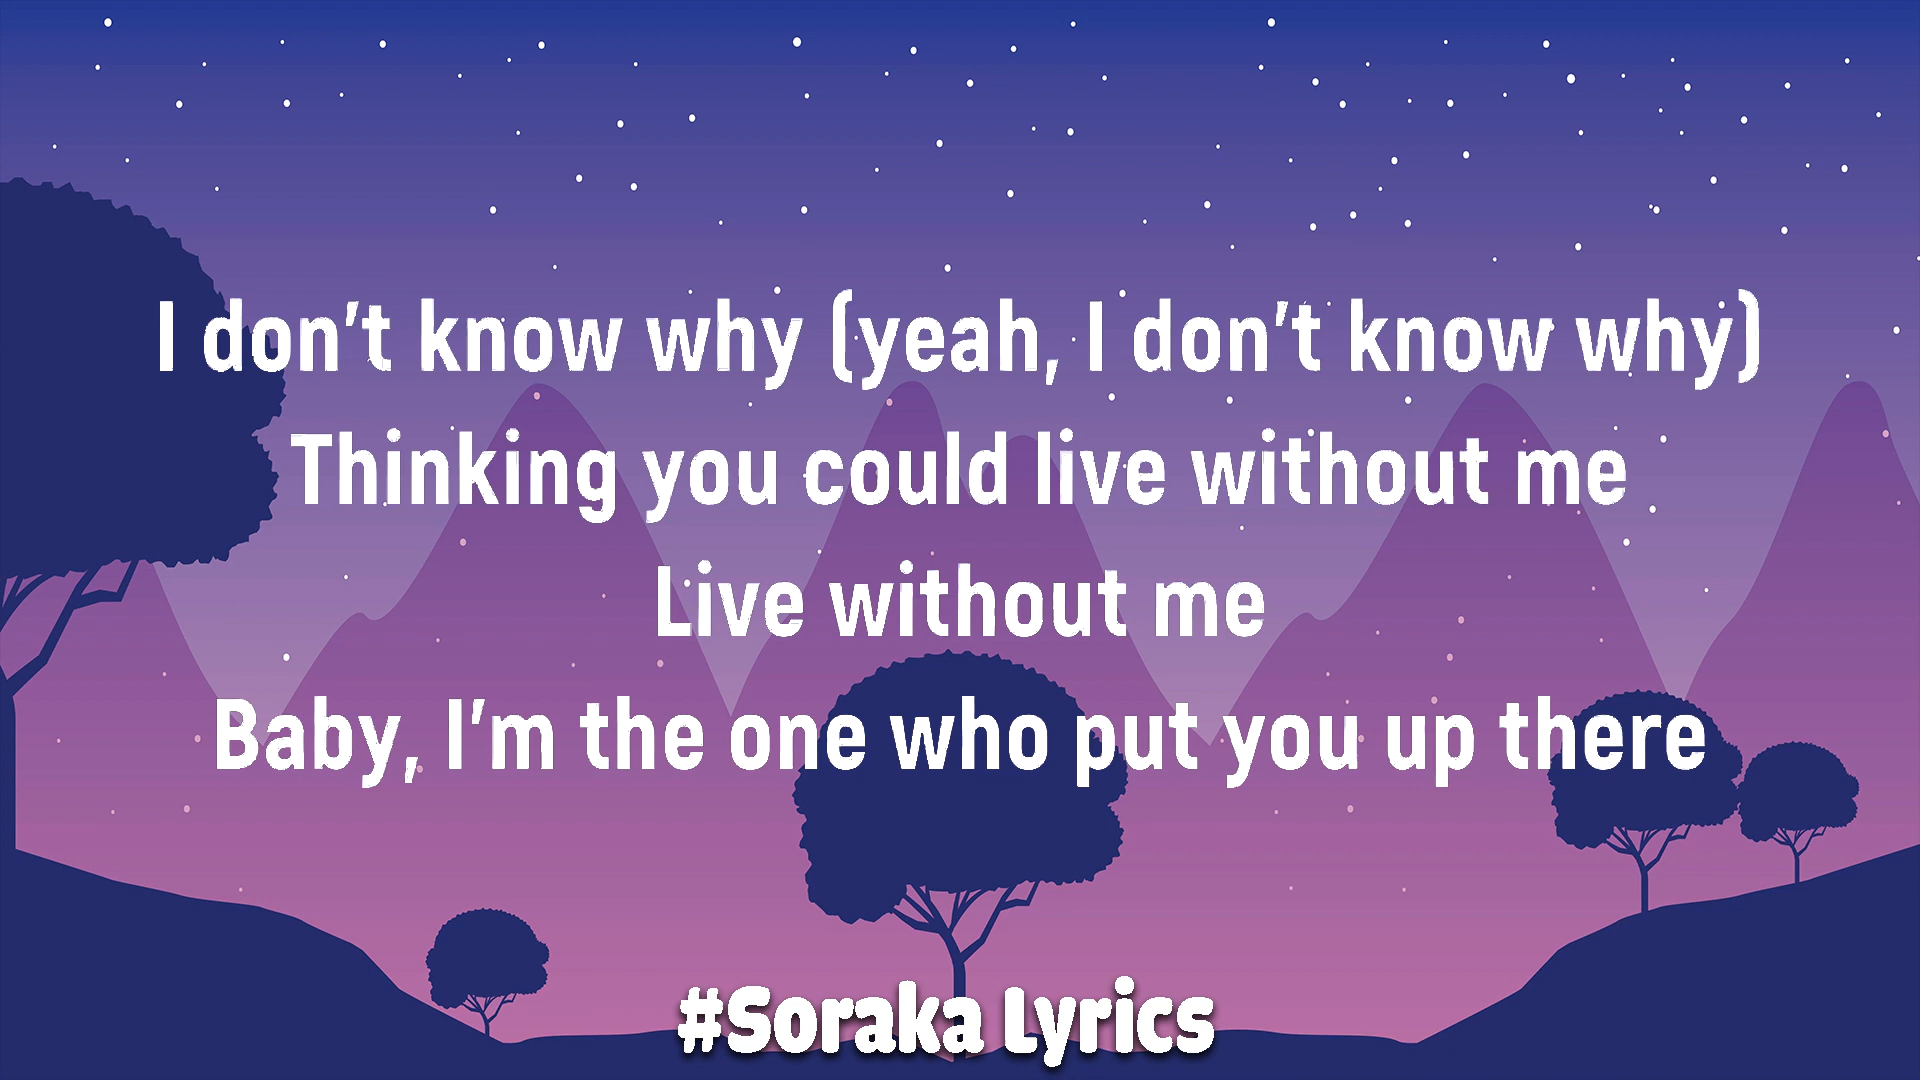 I don't know why (yeah, I don't know why)
Thinking you could live without me
Live without me
Baby, I'm the one who put you up there
#Soraka Lyrics